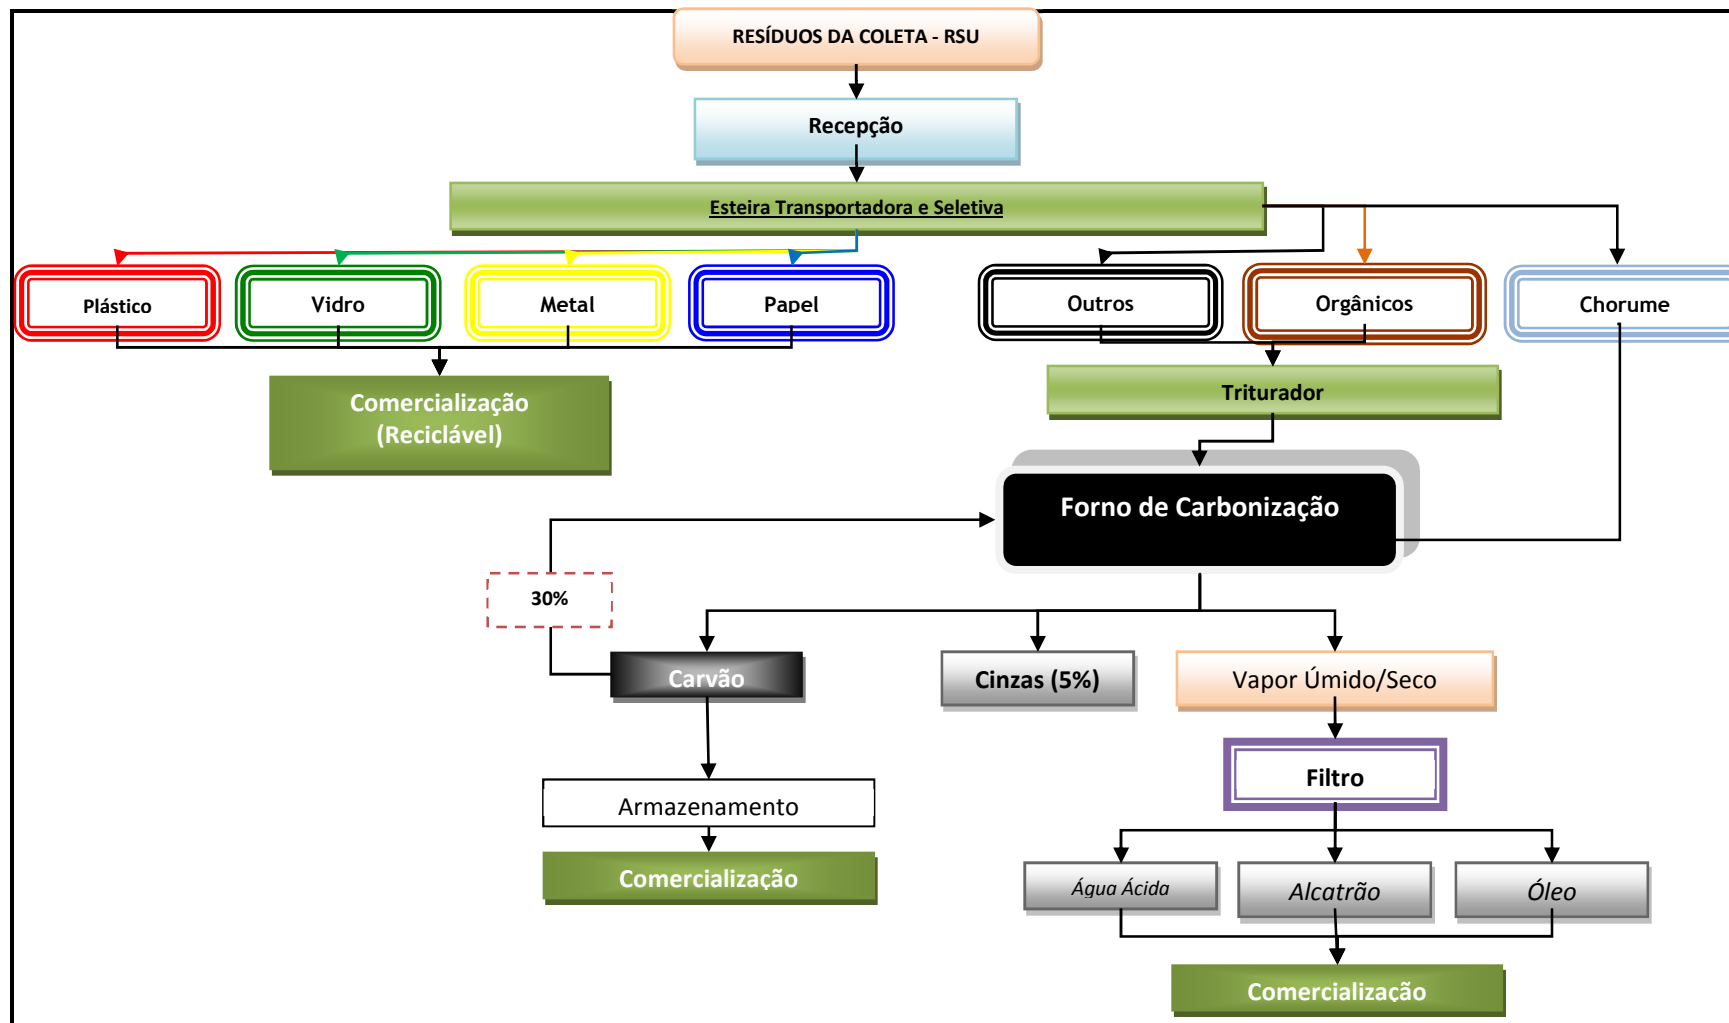 RESÍDUOS DA COLETA - RSU
Recepção
Esteira Transportadora e Seletiva
Plástico
Vidro
Metal
Papel
Outros
Orgânicos
Chorume
Comercialização
(Reciclável)
Triturador
Forno de Carbonização
30%
Carvão
Cinzas (5%)
Vapor Úmido/Seco
Filtro
Armazenamento
Comercialização
Água Ácida
Alcatrão
Óleo
Comercialização